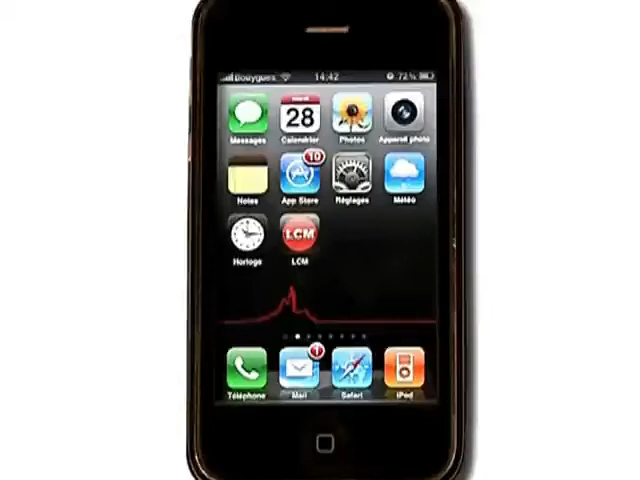 Bouygues 14:42 72 %
28
Messages Calendrier Photos Appareil photo
10
Notes App Store Réglages Météo
LCM
Horloge LCM
1
Téléphone Mail Safari iPod